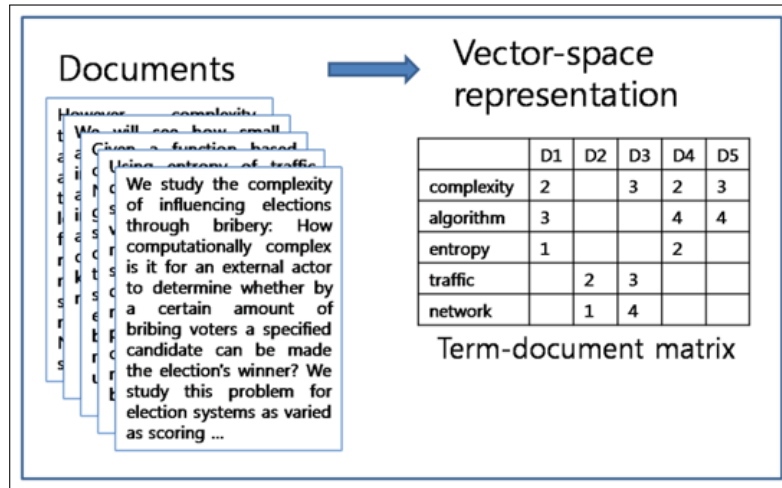 Documents
Vector-space
representation
However complexity
We will see how small
Given a function based
Using entropy of traffic
We study the complexity
of influencing elections
through bribery: How
computationally complex
is it for an external actor
to determine whether by
a certain amount of
bribing voters a specified
candidate can be made
the election's winner? We
study this problem for
election systems as varied
as scoring ...
D1 D2 D3 D4 D5
complexity 2 3 2 3
algorithm 3 4 4
entropy 1 2
traffic 2 3
network 1 4
Term-document matrix